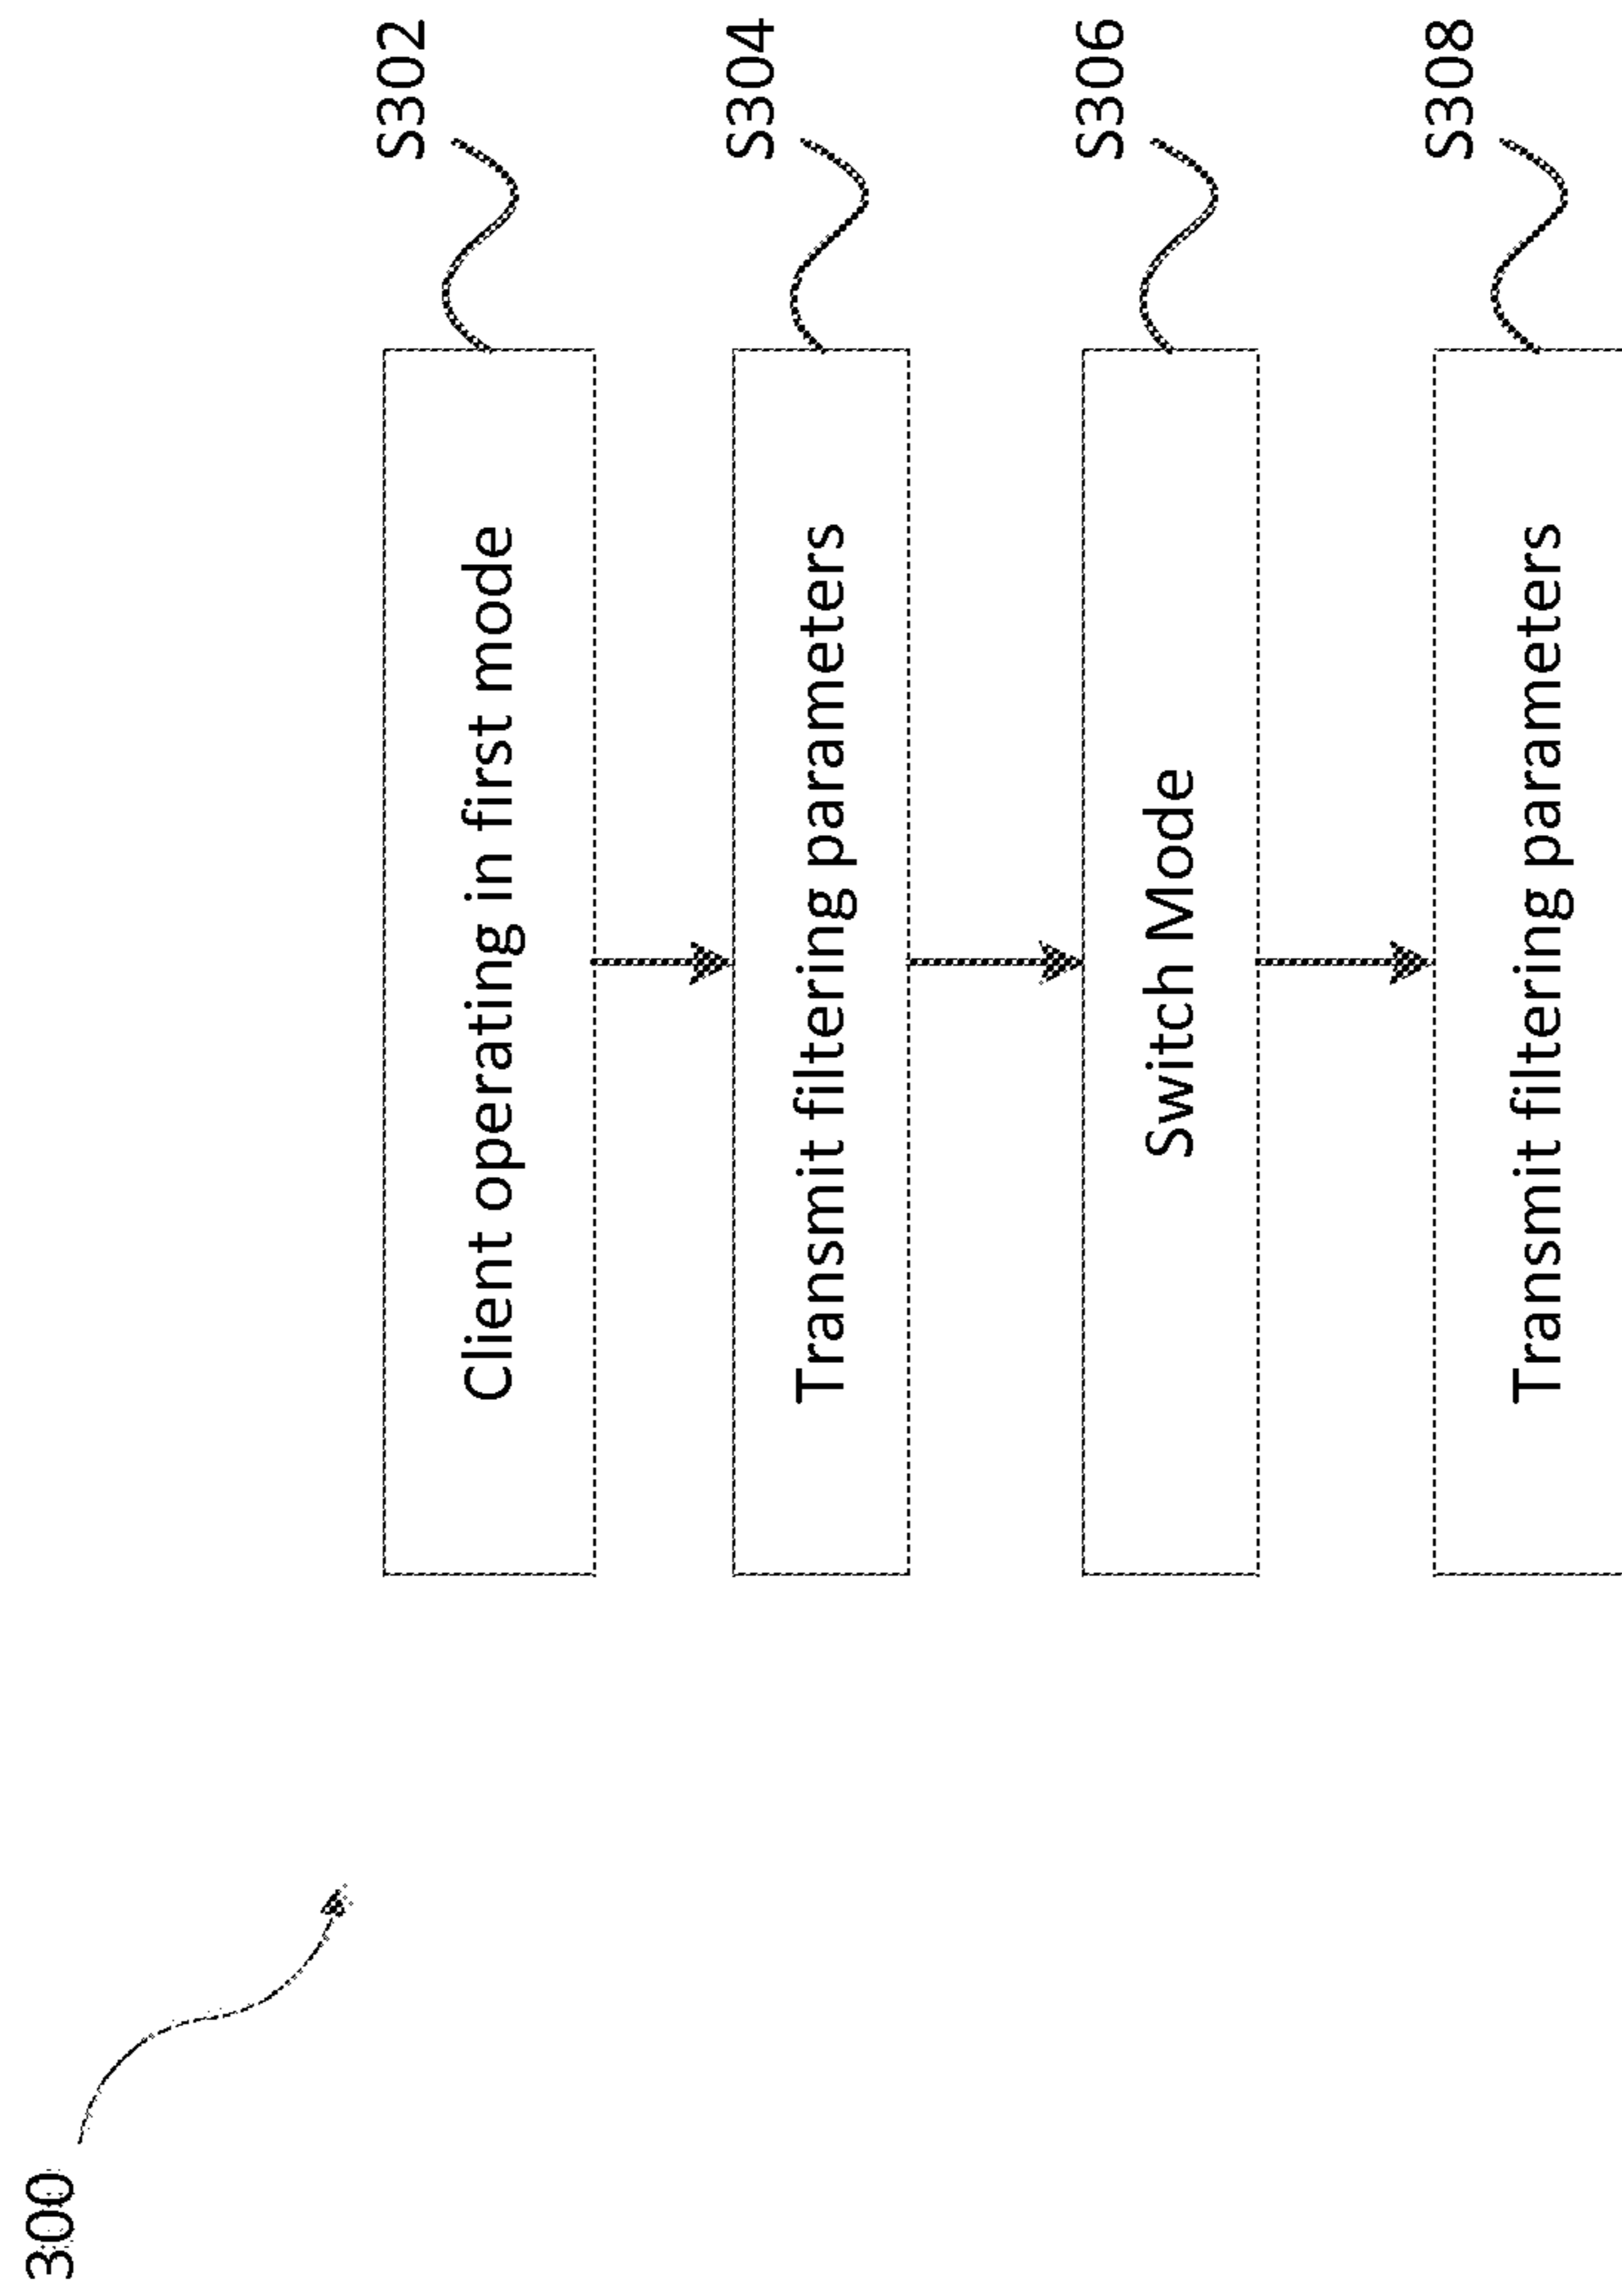 300
Client operating in first mode
S302
Transmit filtering parameters
S304
Switch Mode
S306
Transmit filtering parameters
S308